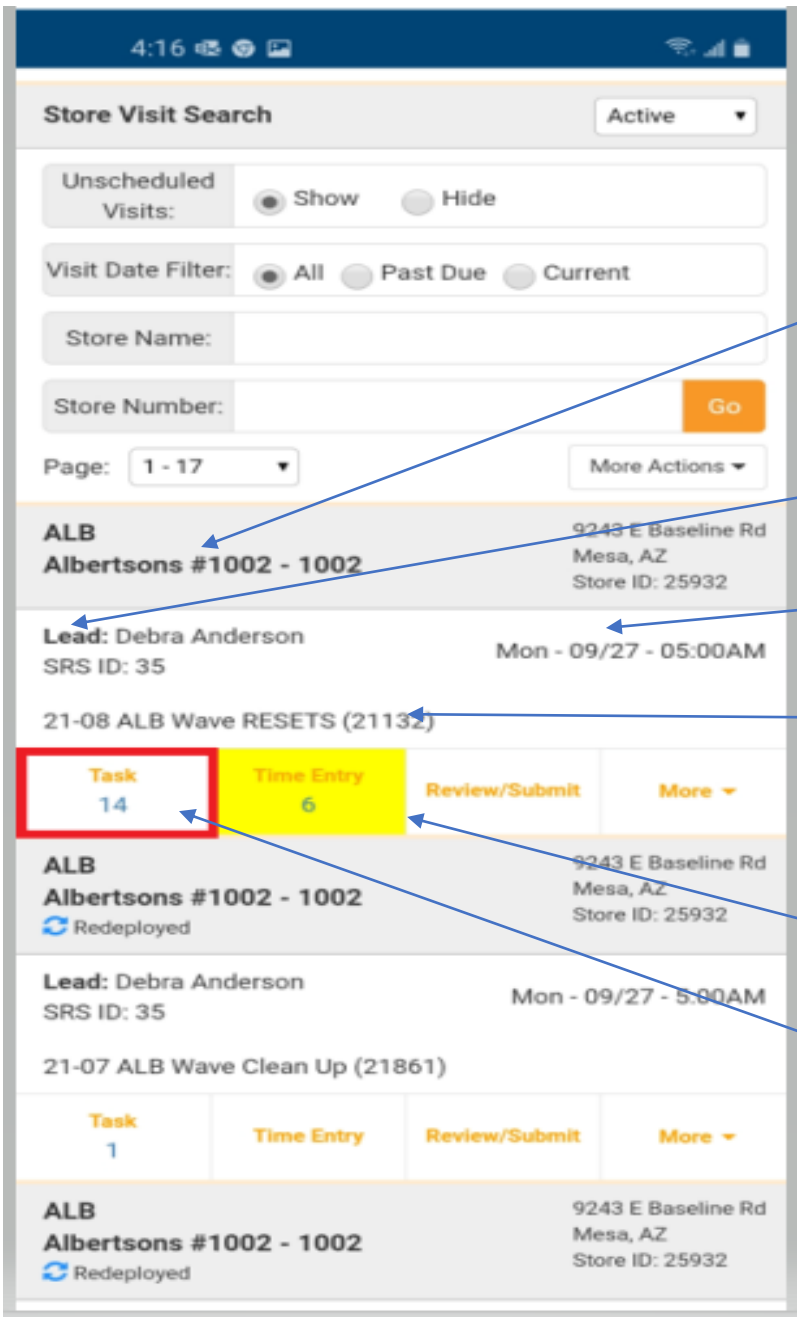 4:16
Store Visit Search
Active
Unscheduled
Visits:
Show
Hide
Visit Date Filter:
All
Past Due
Current
Store Name:
Store Number:
Go
Page:
1 - 17
More Actions
ALB
Albertsons #1002 - 1002
9243 E Baseline Rd
Mesa, AZ
Store ID: 25932
Lead: Debra Anderson
SRS ID: 35
Mon - 09/27 - 05:00AM
21-08 ALB Wave RESETS (21132)
Task
14
Time Entry
6
Review/Submit
More
ALB
Albertsons #1002 - 1002
Redeployed
9243 E Baseline Rd
Mesa, AZ
Store ID: 25932
Lead: Debra Anderson
SRS ID: 35
Mon - 09/27 - 5:00AM
21-07 ALB Wave Clean Up (21861)
Task
1
Time Entry
Review/Submit
More
ALB
Albertsons #1002 - 1002
Redeployed
9243 E Baseline Rd
Mesa, AZ
Store ID: 25932